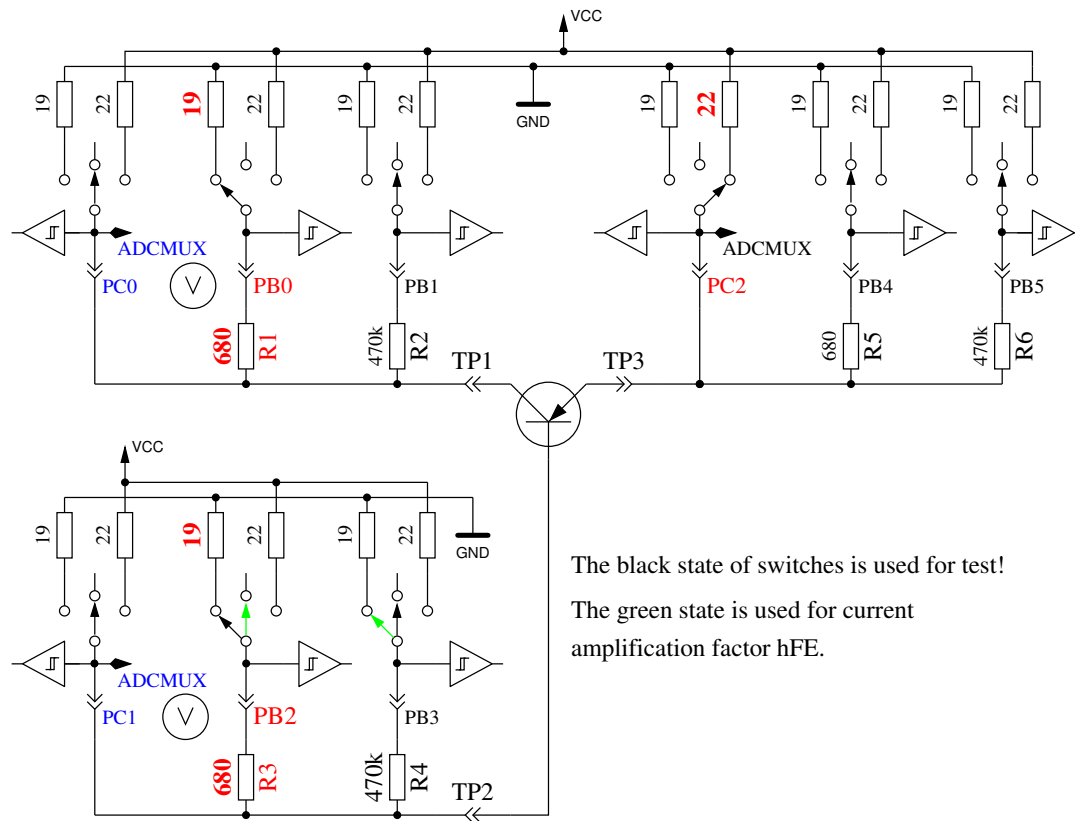 VCC
19
22
19
22
19
22
GND
19
22
19
22
19
22
ADCMUX
ADCMUX
PC0
V
PB0
PB1
PC2
PB4
PB5
680
R1
470k
R2
680
R5
470k
R6
TP1
TP3
VCC
19
22
19
22
19
22
GND
The black state of switches is used for test!
The green state is used for current
amplification factor hFE.
ADCMUX
PC1
V
PB2
PB3
680
R3
470k
R4
TP2